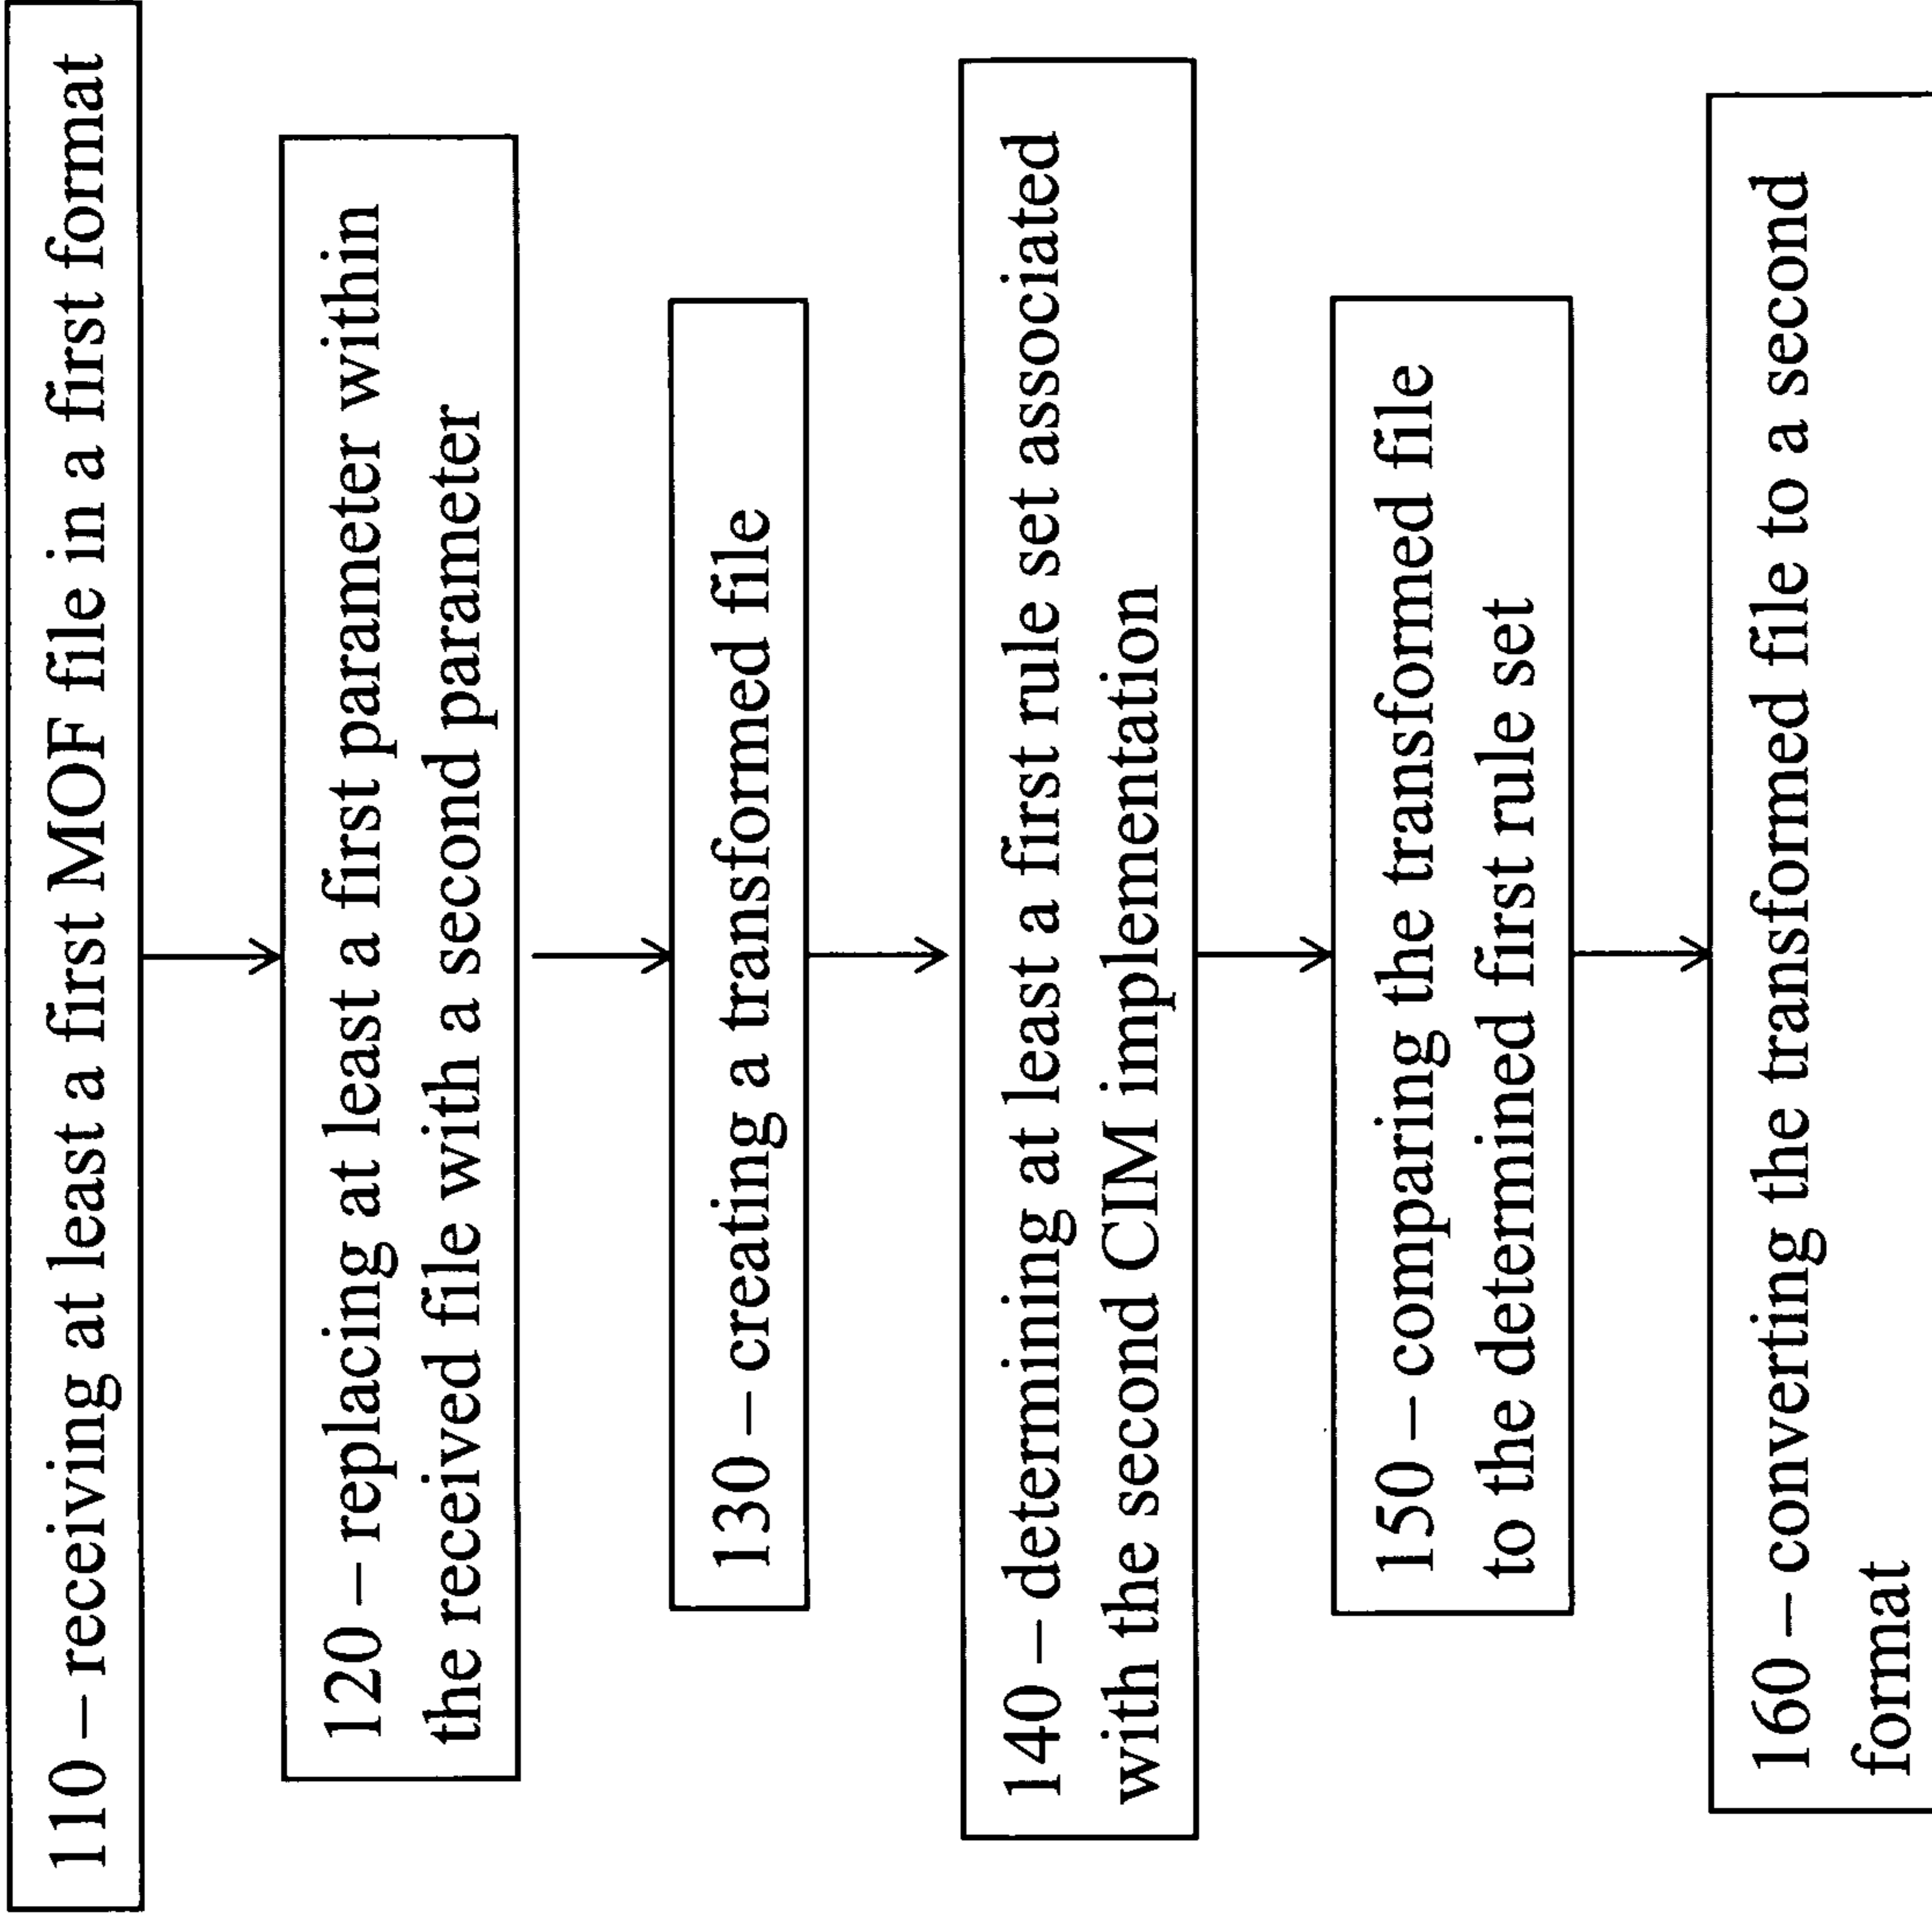 110 – receiving at least a first MOF file in a first format
120 – replacing at least a first parameter within
the received file with a second parameter
130 – creating a transformed file
140 – determining at least a first rule set associated
with the second CIM implementation
150 – comparing the transformed file
to the determined first rule set
160 – converting the transformed file to a second
format